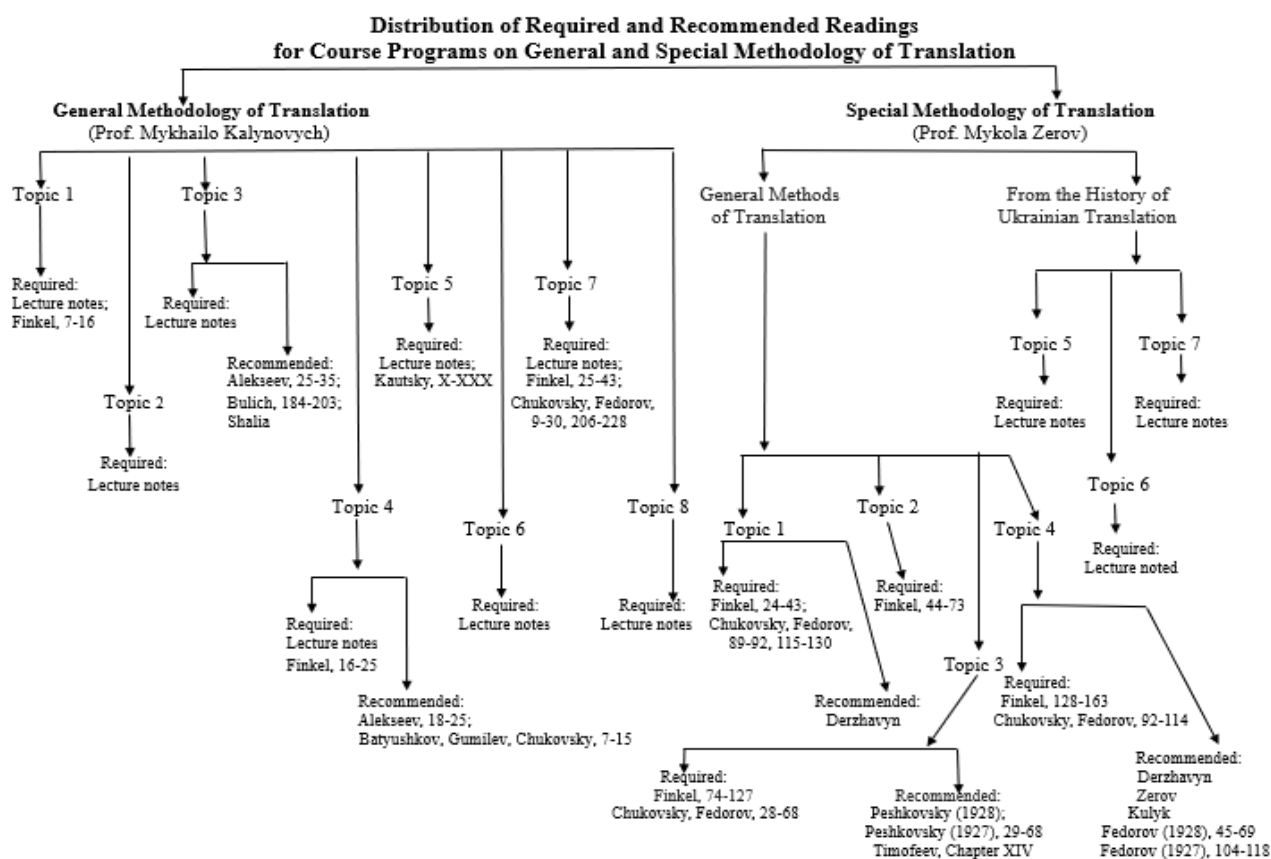 Distribution of Required and Recommended Readings
for Course Programs on General and Special Methodology of Translation
General Methodology of Translation
(Prof. Mykhailo Kalynovych)
Special Methodology of Translation
(Prof. Mykola Zerov)
Topic 1
Required:
Lecture notes;
Finkel, 7-16
Topic 2
Required:
Lecture notes
Topic 3
Required:
Lecture notes
Recommended:
Alekseev, 25-35;
Bulich, 184-203;
Shalia
Topic 4
Required:
Lecture notes
Finkel, 16-25
Recommended:
Alekseev, 18-25;
Batyushkov, Gumilev, Chukovsky, 7-15
Topic 5
Required:
Lecture notes;
Kautsky, X-XXX
Topic 6
Required:
Lecture notes
Topic 7
Required:
Lecture notes;
Finkel, 25-43;
Chukovsky, Fedorov,
9-30, 206-228
Topic 8
Required:
Lecture notes
General Methods
of Translation
Topic 1
Required:
Finkel, 24-43;
Chukovsky, Fedorov,
89-92, 115-130
Recommended:
Derzhavyn
Topic 2
Required:
Finkel, 44-73
Topic 3
Required:
Finkel, 74-127
Chukovsky, Fedorov, 28-68
Recommended:
Peshkovsky (1928);
Peshkovsky (1927), 29-68
Timofeev, Chapter XIV
Topic 4
Required:
Finkel, 128-163
Chukovsky, Fedorov, 92-114
Recommended:
Derzhavyn
Zerov
Kulyk
Fedorov (1928), 45-69
Fedorov (1927), 104-118
From the History of
Ukrainian Translation
Topic 5
Required:
Lecture notes
Topic 6
Required:
Lecture noted
Topic 7
Required:
Lecture notes